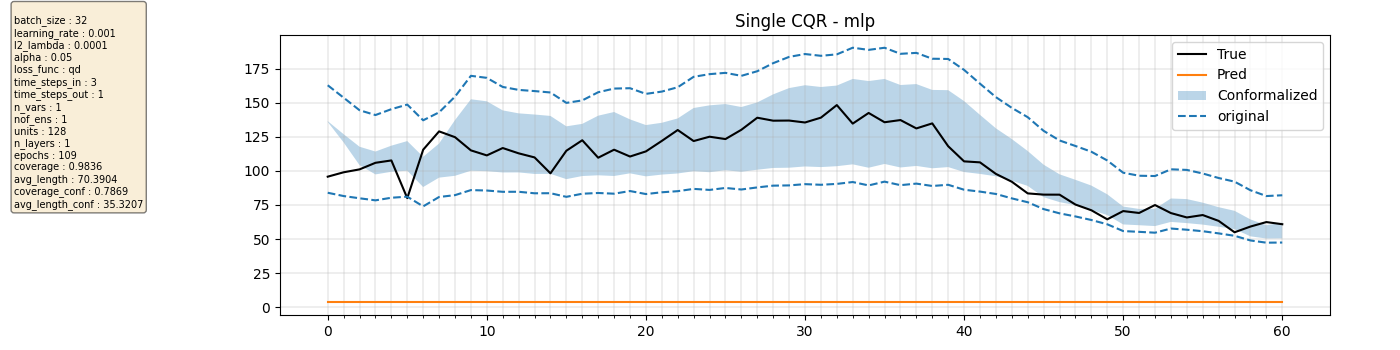 batch_size : 32
learning_rate : 0.001
l2_lambda : 0.0001
alpha : 0.05
loss_func : qd
time_steps_in : 3
time_steps_out : 1
n_vars : 1
nof_ens : 1
units : 128
n_layers : 1
epochs : 109
coverage : 0.9836
avg_length : 70.3904
coverage_conf : 0.7869
avg_length_conf : 35.3207
Single CQR - mlp
True
Pred
Conformalized
original
175
150
125
100
75
50
25
0
0 10 20 30 40 50 60